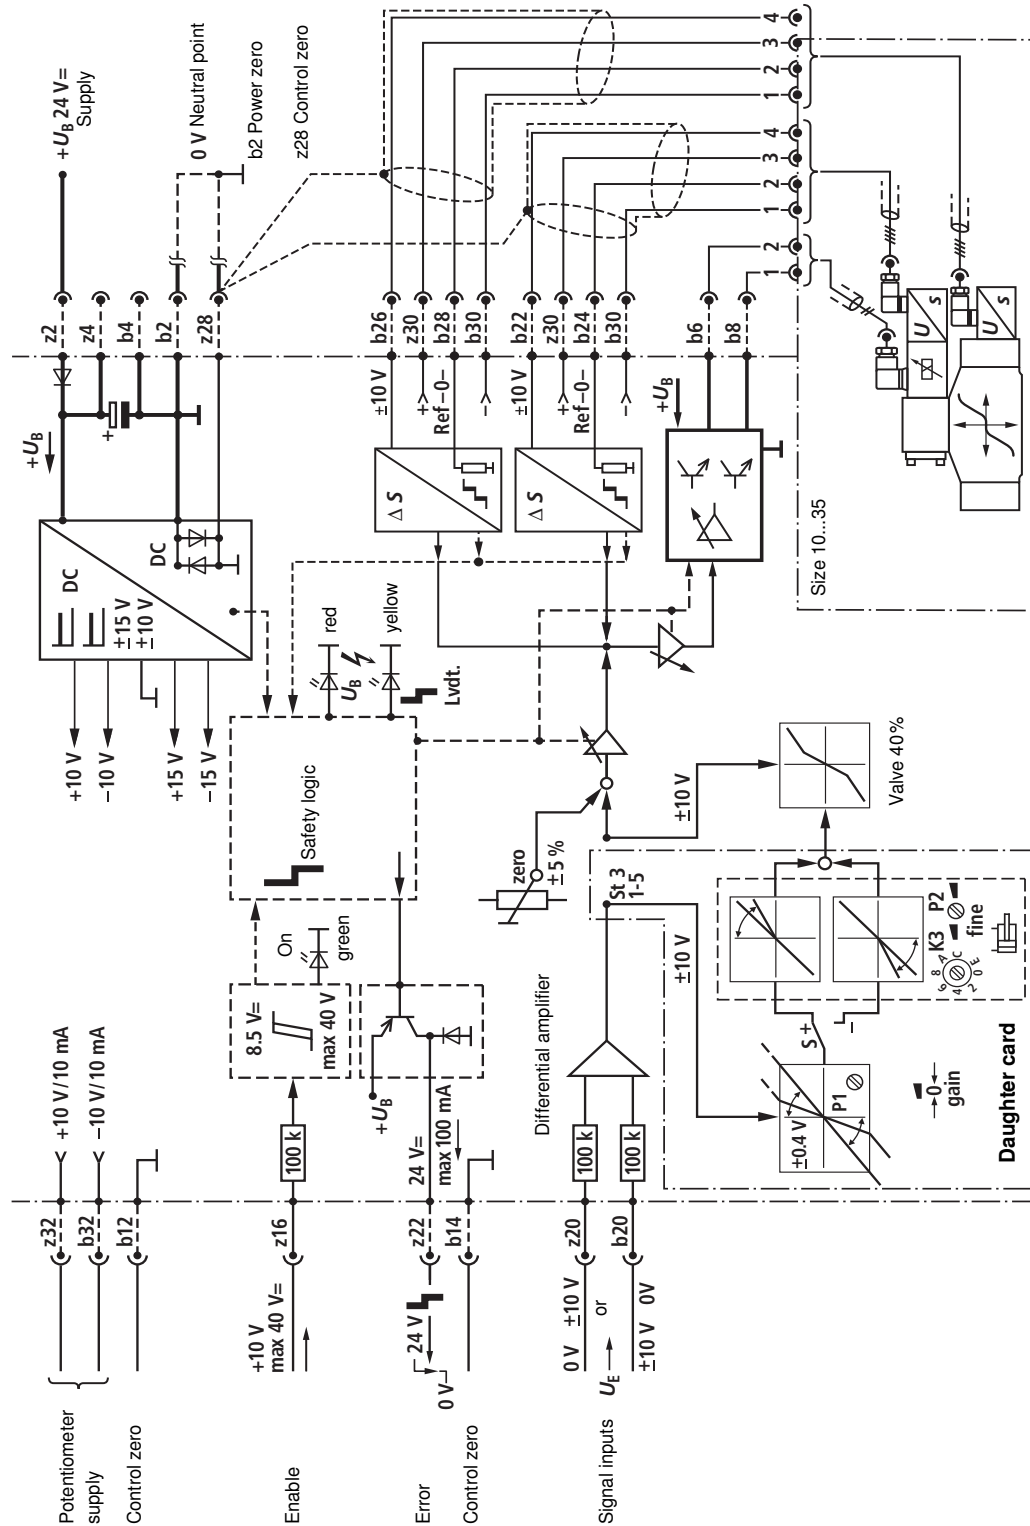 +UB 24 V=
Supply
0 V Neutral point
b2 Power zero
z28 Control zero
4
3
2
1
4
3
2
1
2
1
z2
z4
b4
b2
z28
b26
z30
b28
b30
b22
z30
b24
b30
b6
b8
±10 V
+
Ref –0–
–
±10 V
+
Ref –0–
–
+UB
+UB
+
Δ S
Δ S
DC
DC
±15 V
±10 V
U
s
U
s
Size 10...35
+10 V
–10 V
+15 V
–15 V
red
UB
yellow
Lvdt.
Safety logic
On
green
8.5 V=
max 40 V
+UB
24 V=
max 100 mA
zero
±5 %
±10 V
Valve 40 %
St 3
1-5
±10 V
Differential amplifier
100 k
100 k
100 k
K3
P2
fine
8
A
C
E
0
2
4
6
S
+
–
±0.4 V
P1
–0–
gain
Daughter card
+10 V/10 mA
–10 V/10 mA
z32
b32
b12
z16
z22
b14
z20
b20
+10 V
max 40 V=
24 V
0 V
0 V ±10 V
UE or
±10 V 0V
Potentiometer
supply
Control zero
Enable
Error
Control zero
Signal inputs